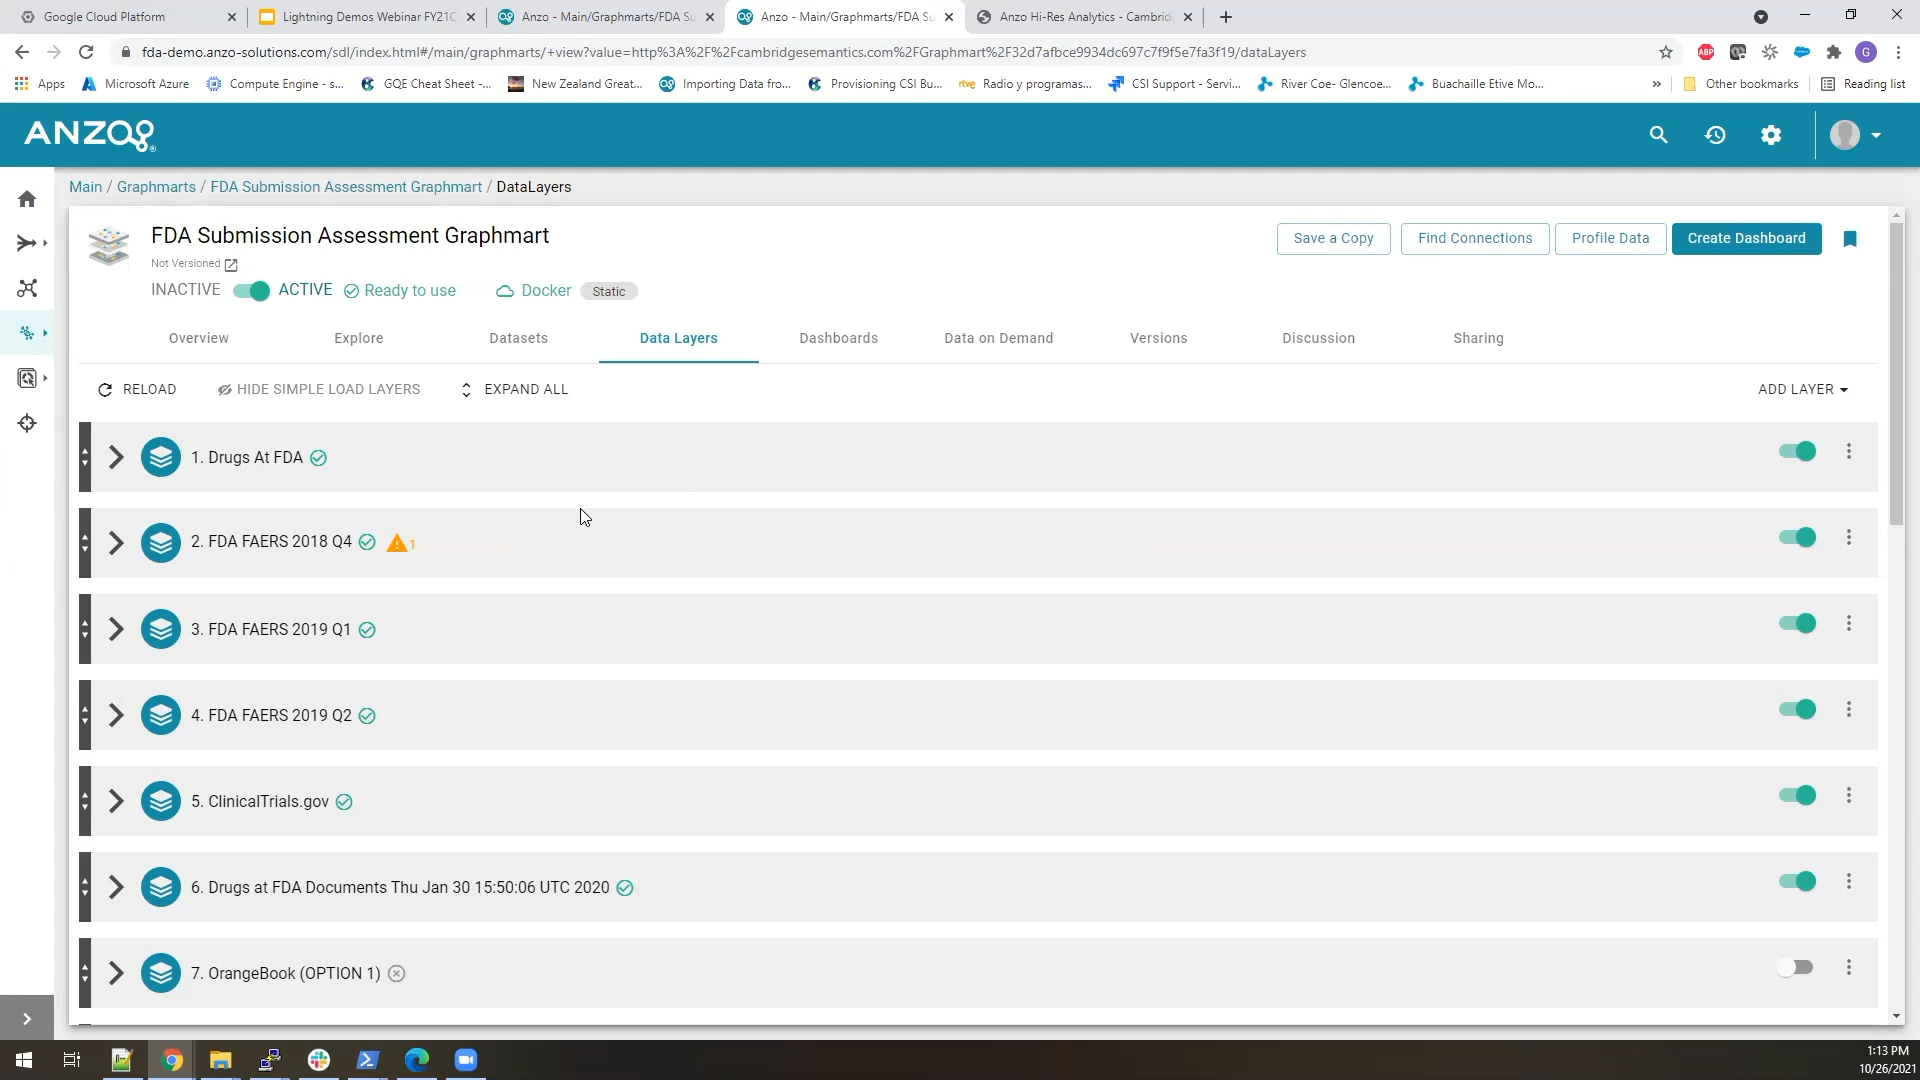 Google Cloud Platform
Lightning Demos Webinar FY21Q
Anzo - Main/Graphmarts/FDA Su
Anzo - Main/Graphmarts/FDA Su
Anzo Hi-Res Analytics - Cambrid
fda-demo.anzo-solutions.com/sdl/index.html#/main/graphmarts/+view?value=http%3A%2F%2Fcambridgesemantics.com%2FGraphmart%2F32d7afbce9934dc697c7f9f5e7fa3f19/dataLayers
ABP
G
Apps
Microsoft Azure
Compute Engine - s...
GQE Cheat Sheet -...
New Zealand Great...
Importing Data fro...
Provisioning CSI Bu...
rtve Radio y programas...
CSI Support - Servi...
River Coe- Glencoe...
Buachaille Etive Mo...
»
Other bookmarks
Reading list
ANZO
Main / Graphmarts / FDA Submission Assessment Graphmart / DataLayers
FDA Submission Assessment Graphmart
Save a Copy
Find Connections
Profile Data
Create Dashboard
Not Versioned
INACTIVE ACTIVE Ready to use Docker Static
Overview
Explore
Datasets
Data Layers
Dashboards
Data on Demand
Versions
Discussion
Sharing
RELOAD
HIDE SIMPLE LOAD LAYERS
EXPAND ALL
ADD LAYER
1. Drugs At FDA
2. FDA FAERS 2018 Q4 1
3. FDA FAERS 2019 Q1
4. FDA FAERS 2019 Q2
5. ClinicalTrials.gov
6. Drugs at FDA Documents Thu Jan 30 15:50:06 UTC 2020
7. OrangeBook (OPTION 1)
1:13 PM
10/26/2021